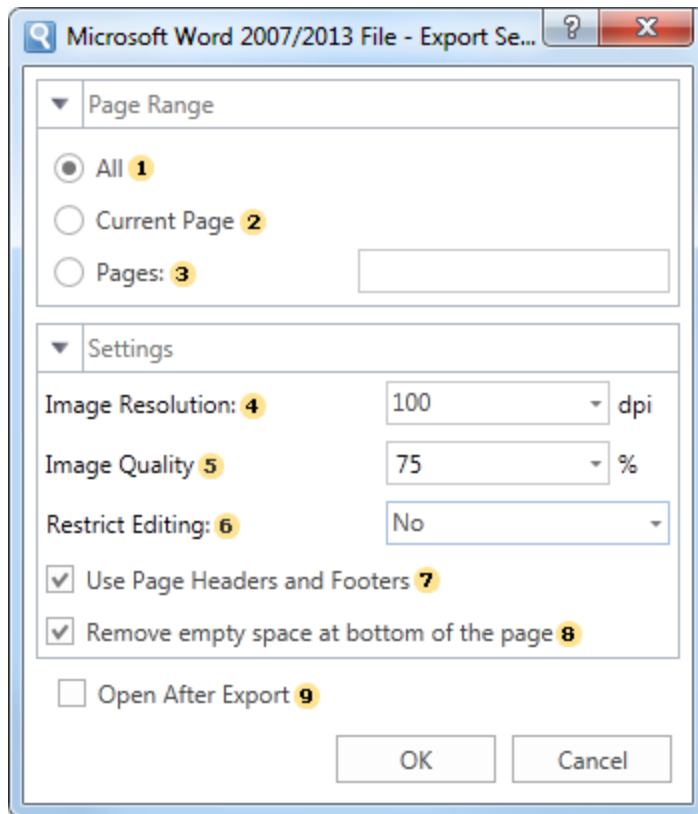 Microsoft Word 2007/2013 File - Export Se... ? X
Page Range
All 1
Current Page 2
Pages: 3
Settings
Image Resolution: 4 100 dpi
Image Quality 5 75 %
Restrict Editing: 6 No
Use Page Headers and Footers 7
Remove empty space at bottom of the page 8
Open After Export 9
OK Cancel